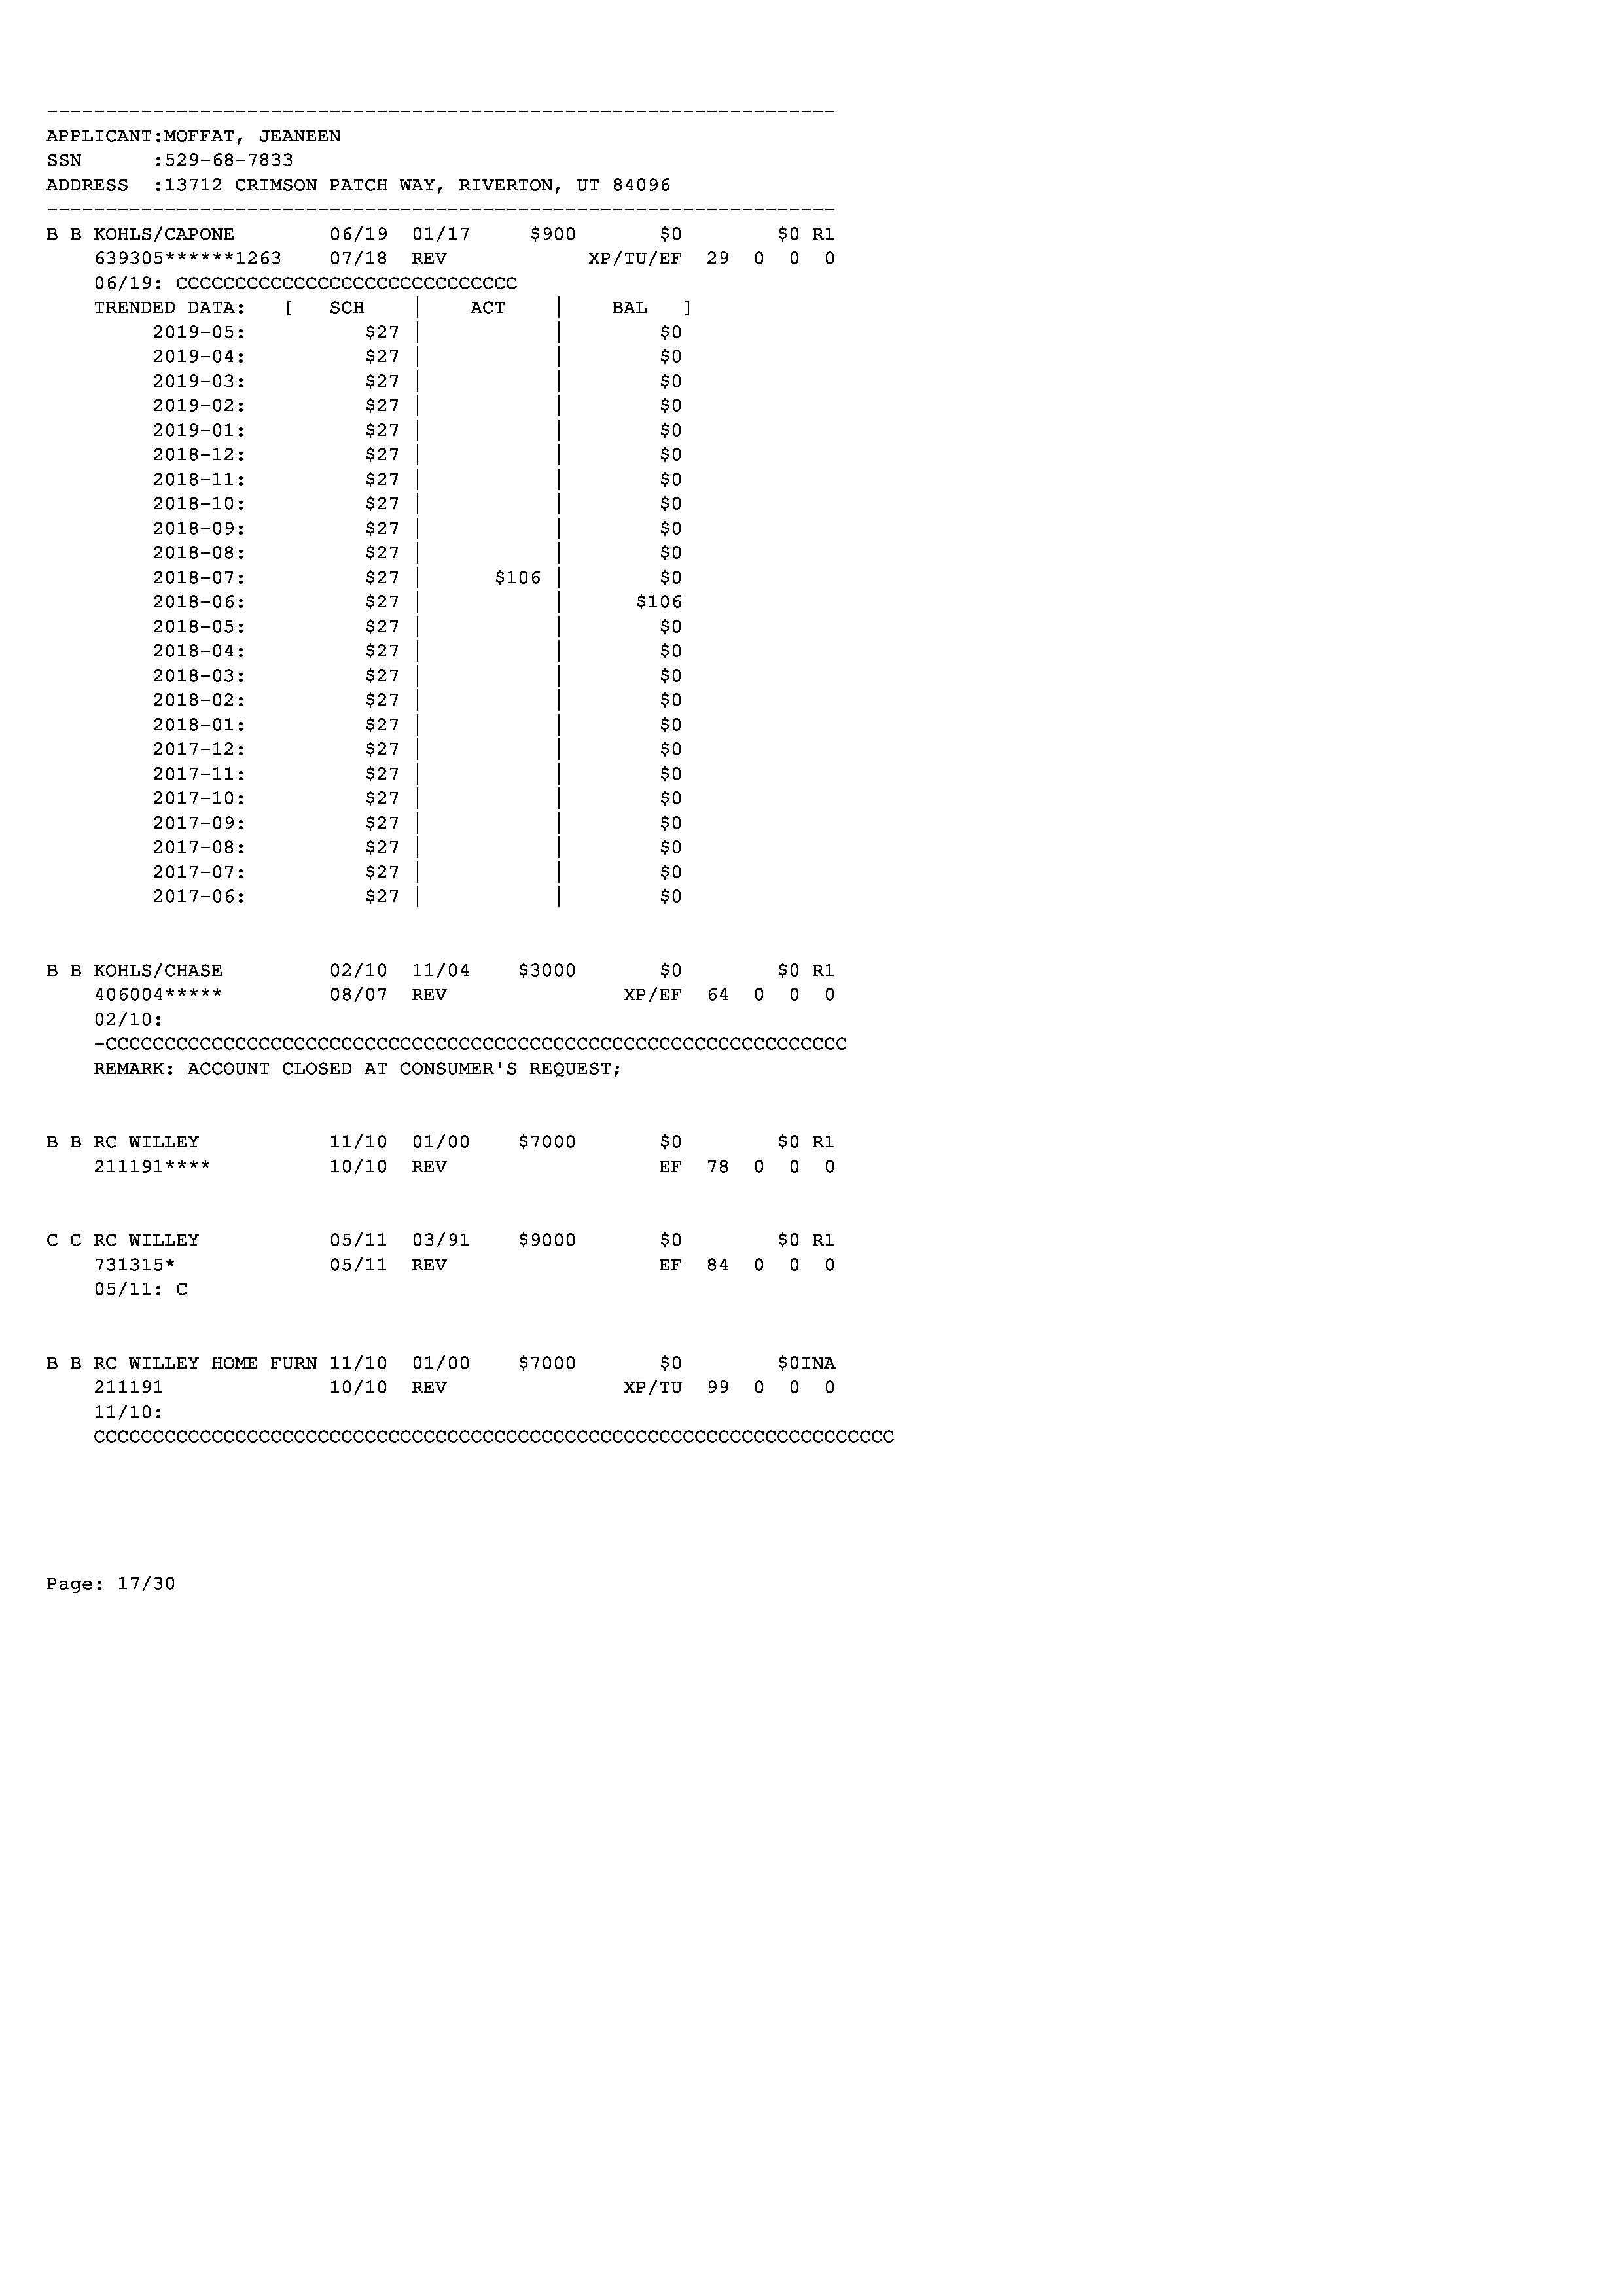 APPLICANT:MOFFAT, JEANEEN
SSN      :529-68-7833
ADDRESS  :13712 CRIMSON PATCH WAY, RIVERTON, UT 84096
B B KOHLS/CAPONE        06/19  01/17     $900       $0        $0 R1
639305******1263    07/18  REV            XP/TU/EF  29  0  0  0
06/19: CCCCCCCCCCCCCCCCCCCCCCCCCCCCC
TRENDED DATA:   [   SCH    |    ACT    |    BAL   ]
2019-05:          $27 |           |        $0
2019-04:          $27 |           |        $0
2019-03:          $27 |           |        $0
2019-02:          $27 |           |        $0
2019-01:          $27 |           |        $0
2018-12:          $27 |           |        $0
2018-11:          $27 |           |        $0
2018-10:          $27 |           |        $0
2018-09:          $27 |           |        $0
2018-08:          $27 |           |        $0
2018-07:          $27 |      $106 |        $0
2018-06:          $27 |           |      $106
2018-05:          $27 |           |        $0
2018-04:          $27 |           |        $0
2018-03:          $27 |           |        $0
2018-02:          $27 |           |        $0
2018-01:          $27 |           |        $0
2017-12:          $27 |           |        $0
2017-11:          $27 |           |        $0
2017-10:          $27 |           |        $0
2017-09:          $27 |           |        $0
2017-08:          $27 |           |        $0
2017-07:          $27 |           |        $0
2017-06:          $27 |           |        $0
B B KOHLS/CHASE         02/10  11/04    $3000       $0        $0 R1
406004*****         08/07  REV               XP/EF  64  0  0  0
02/10:
-CCCCCCCCCCCCCCCCCCCCCCCCCCCCCCCCCCCCCCCCCCCCCCCCCCCCCCCCCCCCCCC
REMARK: ACCOUNT CLOSED AT CONSUMER'S REQUEST;
B B RC WILLEY           11/10  01/00    $7000       $0        $0 R1
211191****          10/10  REV                  EF  78  0  0  0
C C RC WILLEY           05/11  03/91    $9000       $0        $0 R1
731315*             05/11  REV                  EF  84  0  0  0
05/11: C
B B RC WILLEY HOME FURN 11/10  01/00    $7000       $0        $0INA
211191              10/10  REV               XP/TU  99  0  0  0
11/10:
CCCCCCCCCCCCCCCCCCCCCCCCCCCCCCCCCCCCCCCCCCCCCCCCCCCCCCCCCCCCCCCCCCCC
Page: 17/30